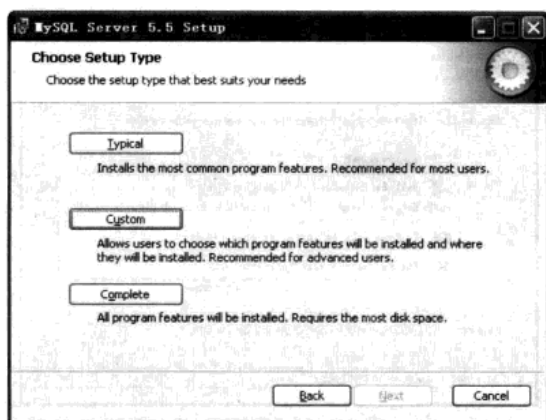 MySQL Server 5.5 Setup
Choose Setup Type
Choose the setup type that best suits your needs
Typical
Installs the most common program features. Recommended for most users.
Custom
Allows users to choose which program features will be installed and where
they will be installed. Recommended for advanced users.
Complete
All program features will be installed. Requires the most disk space.
Back Next Cancel